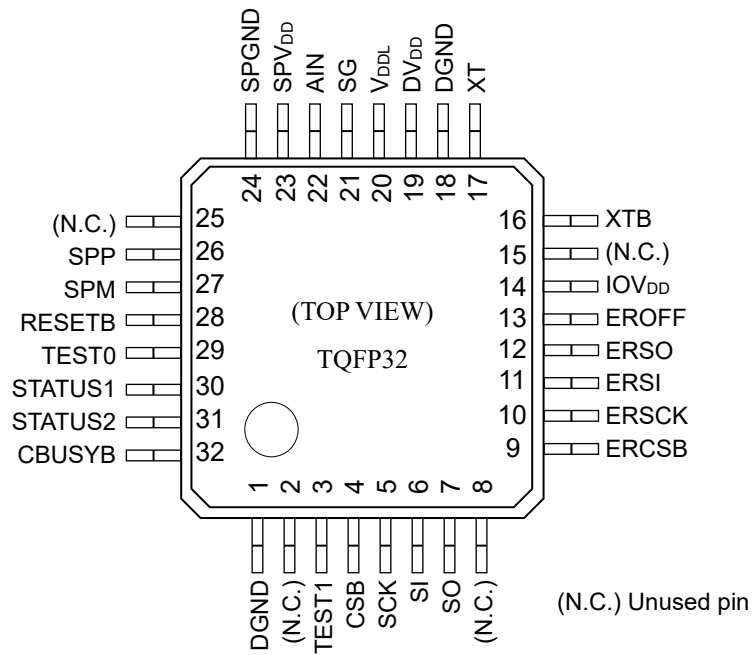 SPGND
SPVDD
AIN
SG
VDDL
DVDD
DGND
XT
24
23
22
21
20
19
18
17
(N.C.) 25
SPP 26
SPM 27
RESETB 28
TEST0 29
STATUS1 30
STATUS2 31
CBUSYB 32
(TOP VIEW)
TQFP32
16 XTB
15 (N.C.)
14 IOVDD
13 EROFF
12 ERSO
11 ERSI
10 ERSCK
9 ERCSB
1
2
3
4
5
6
7
8
DGND
(N.C.)
TEST1
CSB
SCK
SI
SO
(N.C.)
(N.C.) Unused pin